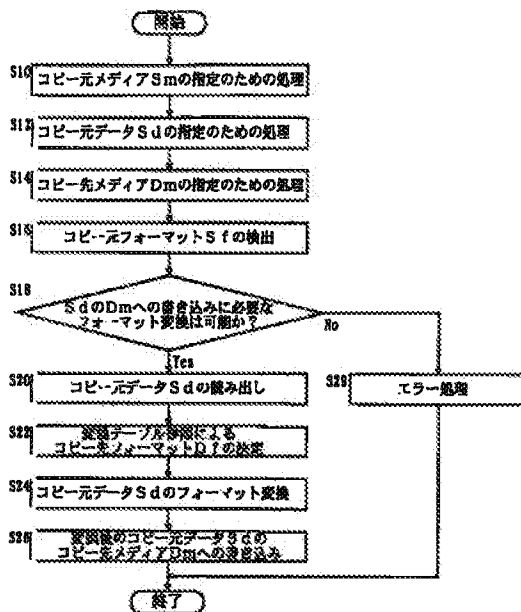 開始
S10
コピー元メディアSmの指定のための処理
S12
コピー元データSdの指定のための処理
S14
コピー先メディアDmの指定のための処理
S16
コピー元フォーマットSfの検出
S18
SdのDmへの書き込みに必要な
フォーマット変換は可能か?
No
Yes
S20
コピー元データSdの読み出し
S28
エラー処理
S22
変換テーブル参照による
コピー先フォーマットDfの決定
S24
コピー元データSdのフォーマット変換
S26
変換後のコピー元データSdの
コピー先メディアDmへの書き込み
終了